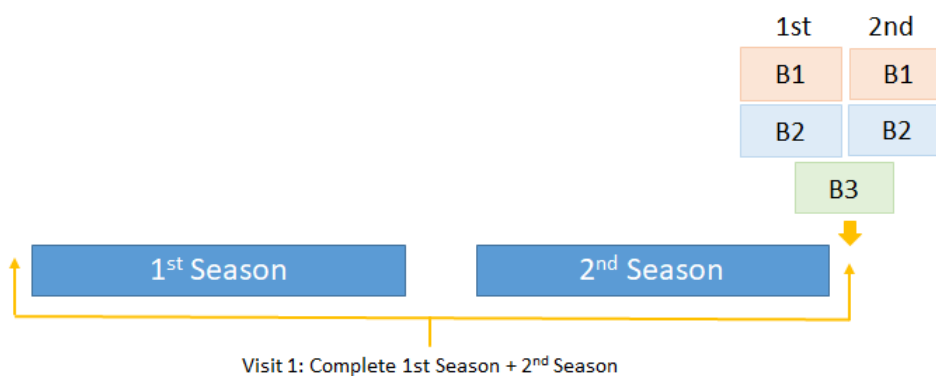 1st 2nd
B1 B1
B2 B2
B3
1st Season 2nd Season
Visit 1: Complete 1st Season + 2nd Season